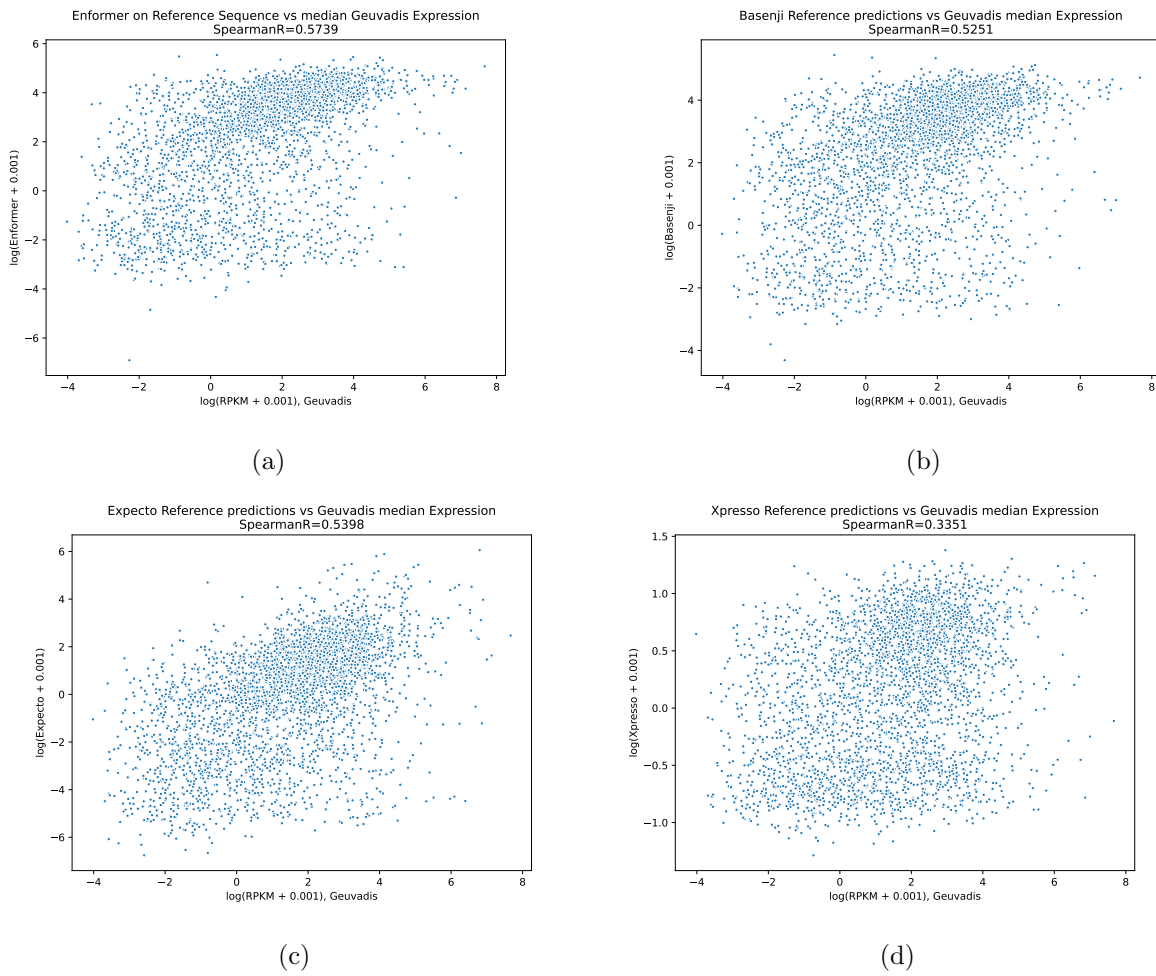 Enformer on Reference Sequence vs median Geuvadis Expression
SpearmanR=0.5739
6
4
2
0
−2
−4
−6
log(Enformer + 0.001)
−4 −2 0 2 4 6 8
log(RPKM + 0.001), Geuvadis
(a)
Basenji Reference predictions vs Geuvadis median Expression
SpearmanR=0.5251
4
2
0
−2
−4
log(Basenji + 0.001)
−4 −2 0 2 4 6 8
log(RPKM + 0.001), Geuvadis
(b)
Expecto Reference predictions vs Geuvadis median Expression
SpearmanR=0.5398
6
4
2
0
−2
−4
−6
log(Expecto + 0.001)
−4 −2 0 2 4 6 8
log(RPKM + 0.001), Geuvadis
(c)
Xpresso Reference predictions vs Geuvadis median Expression
SpearmanR=0.3351
1.5
1.0
0.5
0.0
−0.5
−1.0
log(Xpresso + 0.001)
−4 −2 0 2 4 6 8
log(RPKM + 0.001), Geuvadis
(d)